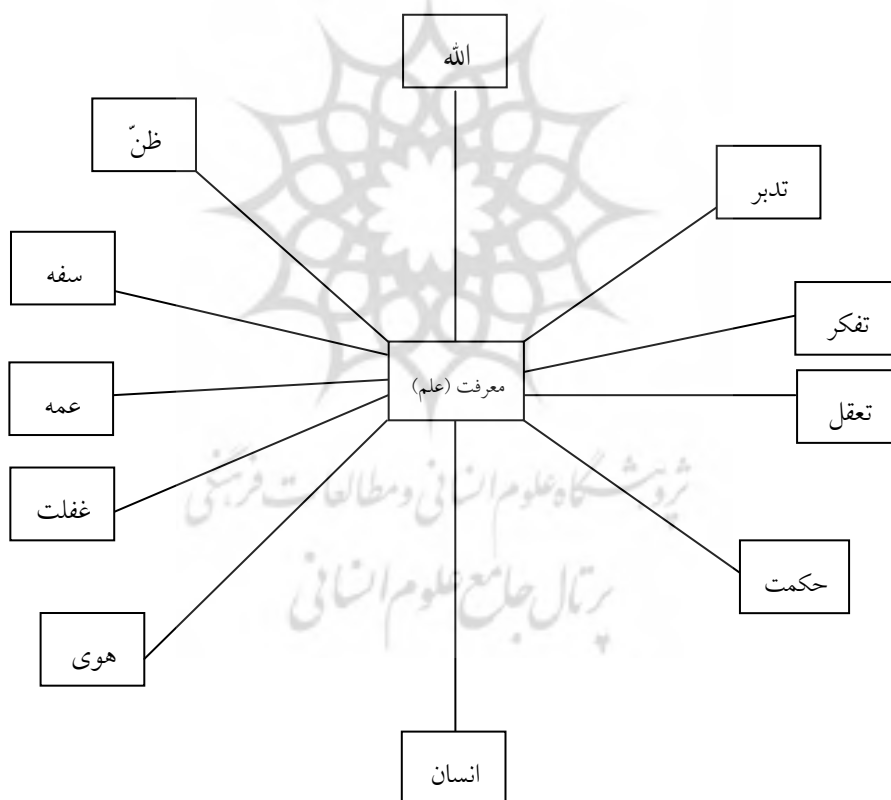 الله
ظنّ
تدبر
سفه
تفکر
معرفت (علم)
عمه
تعقل
غفلت
پژوهشگاه علوم انسانی و مطالعات فرهنگی
حکمت
پرتال جامع علوم انسانی
هوی
انسان